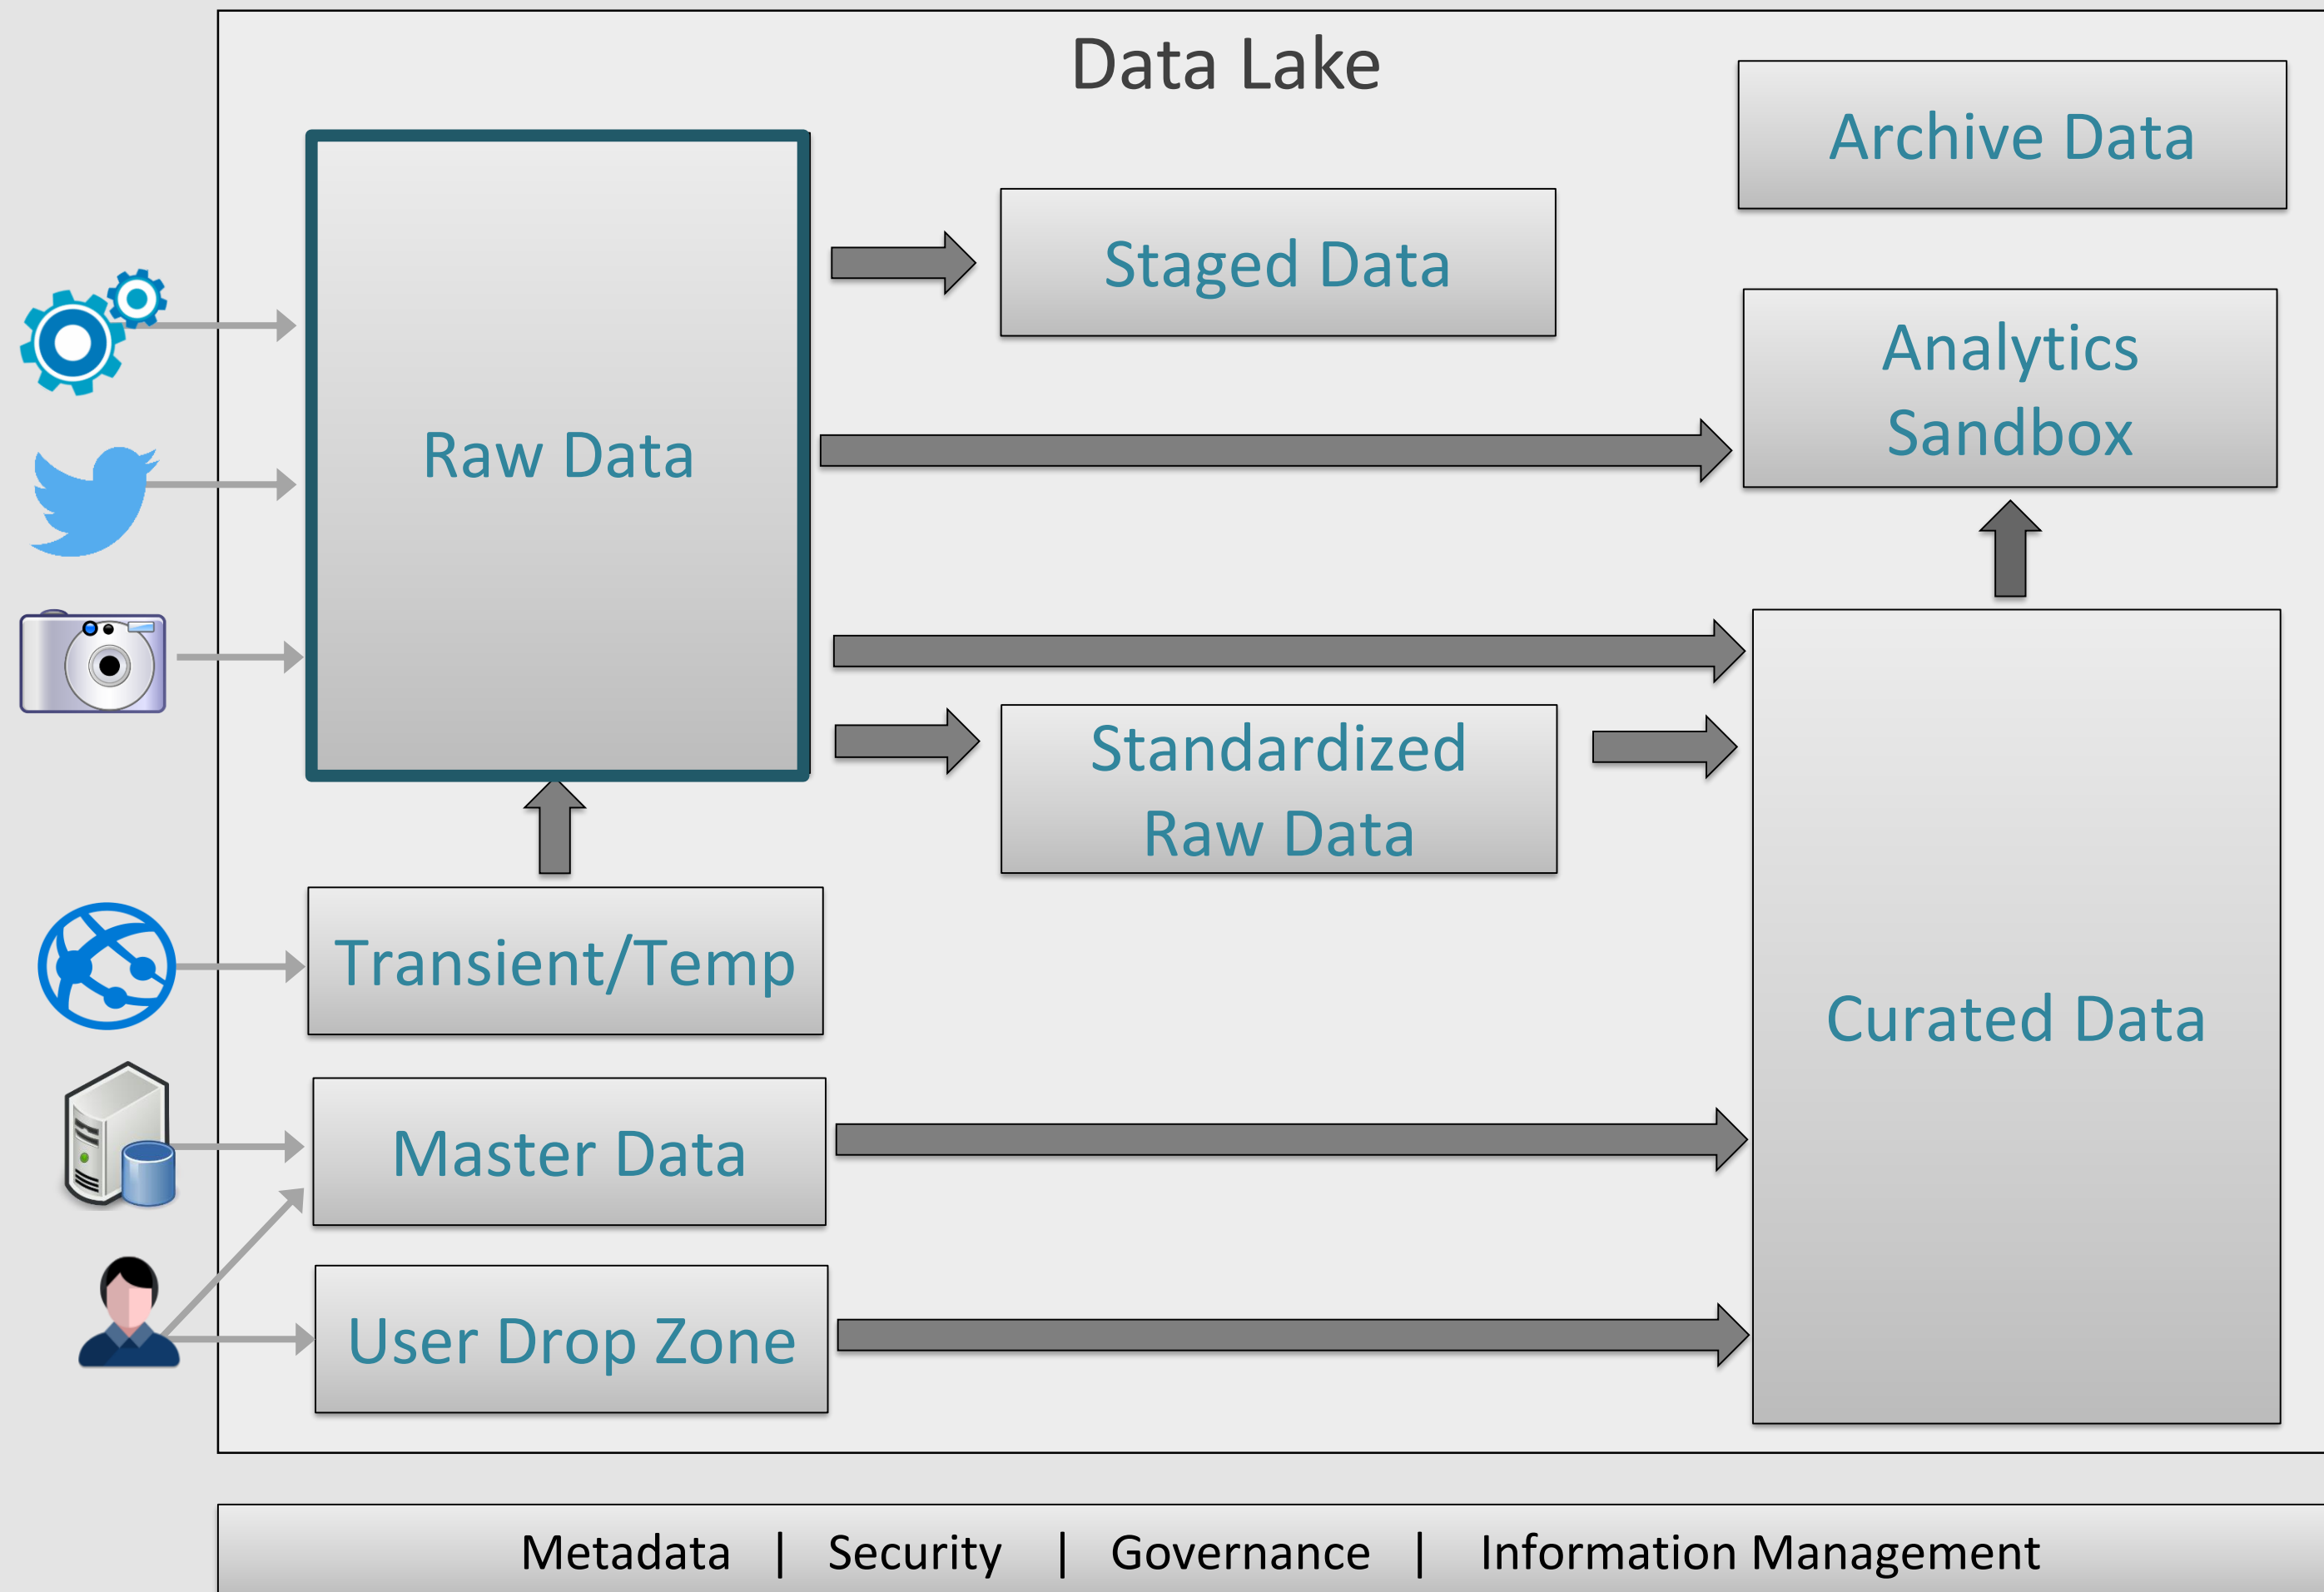 Data Lake
Archive Data
Staged Data
Analytics
Sandbox
Raw Data
Standardized
Raw Data
Transient/Temp
Curated Data
Master Data
User Drop Zone
Metadata | Security | Governance | Information Management